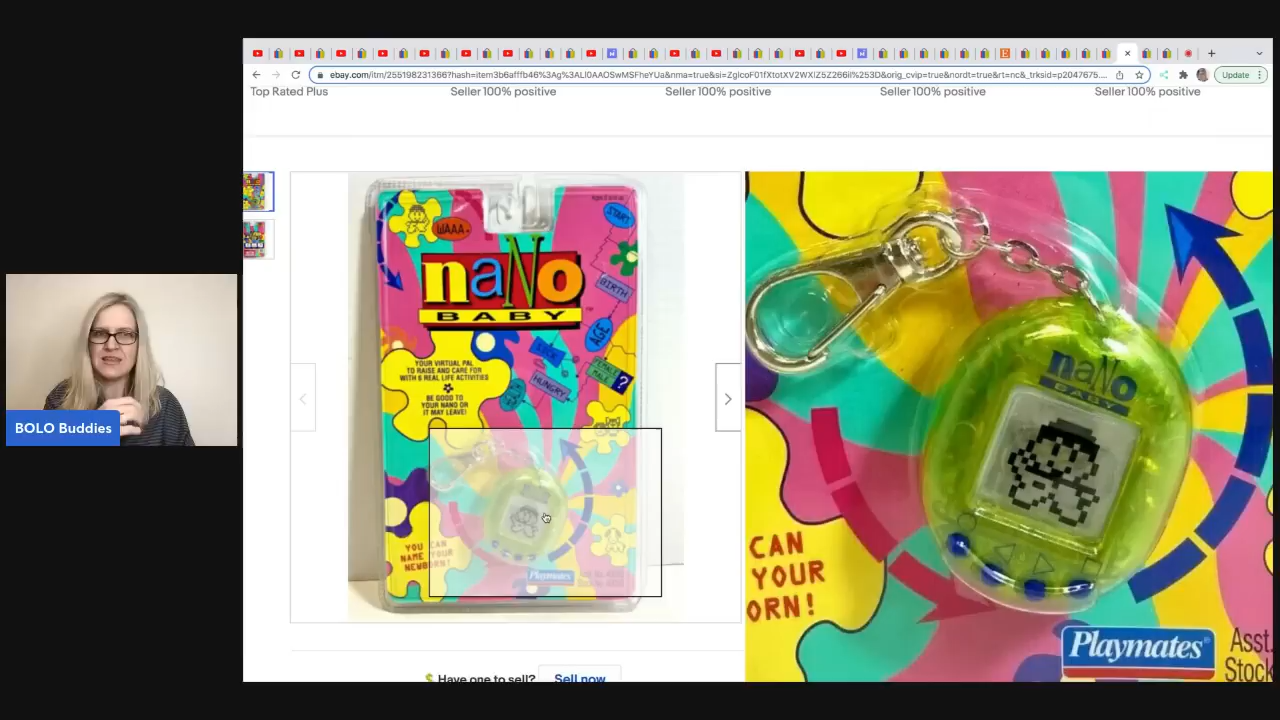 ebay.com/itm/255198231366?hash=item3b6afffb46%3Ag%3ALI0AAOSwMSFheYUa&nma=true&si=ZglcoF01fXtotXV2WXIZ5Z266iI%253D&orig_cvip=true&nordt=true&rt=nc&_trksid=p2047675....
Update
Top Rated Plus
Seller 100% positive
Seller 100% positive
Seller 100% positive
Seller 100% positive
WAAA
START
naNo
BABY
BIRTH
AGE
SICK
HUNGRY
FEMALE
MALE
?
YOUR VIRTUAL PAL
TO RAISE AND CARE FOR
WITH 6 REAL LIFE ACTIVITIES
BE GOOD TO
YOUR NANO OR
IT MAY LEAVE!
YOU CAN
NAME YOUR
NEWBORN!
Playmates
naNo
BABY
CAN
YOUR
ORN!
Playmates
Asst.
Stock
BOLO Buddies
$ Have one to sell?
Sell now